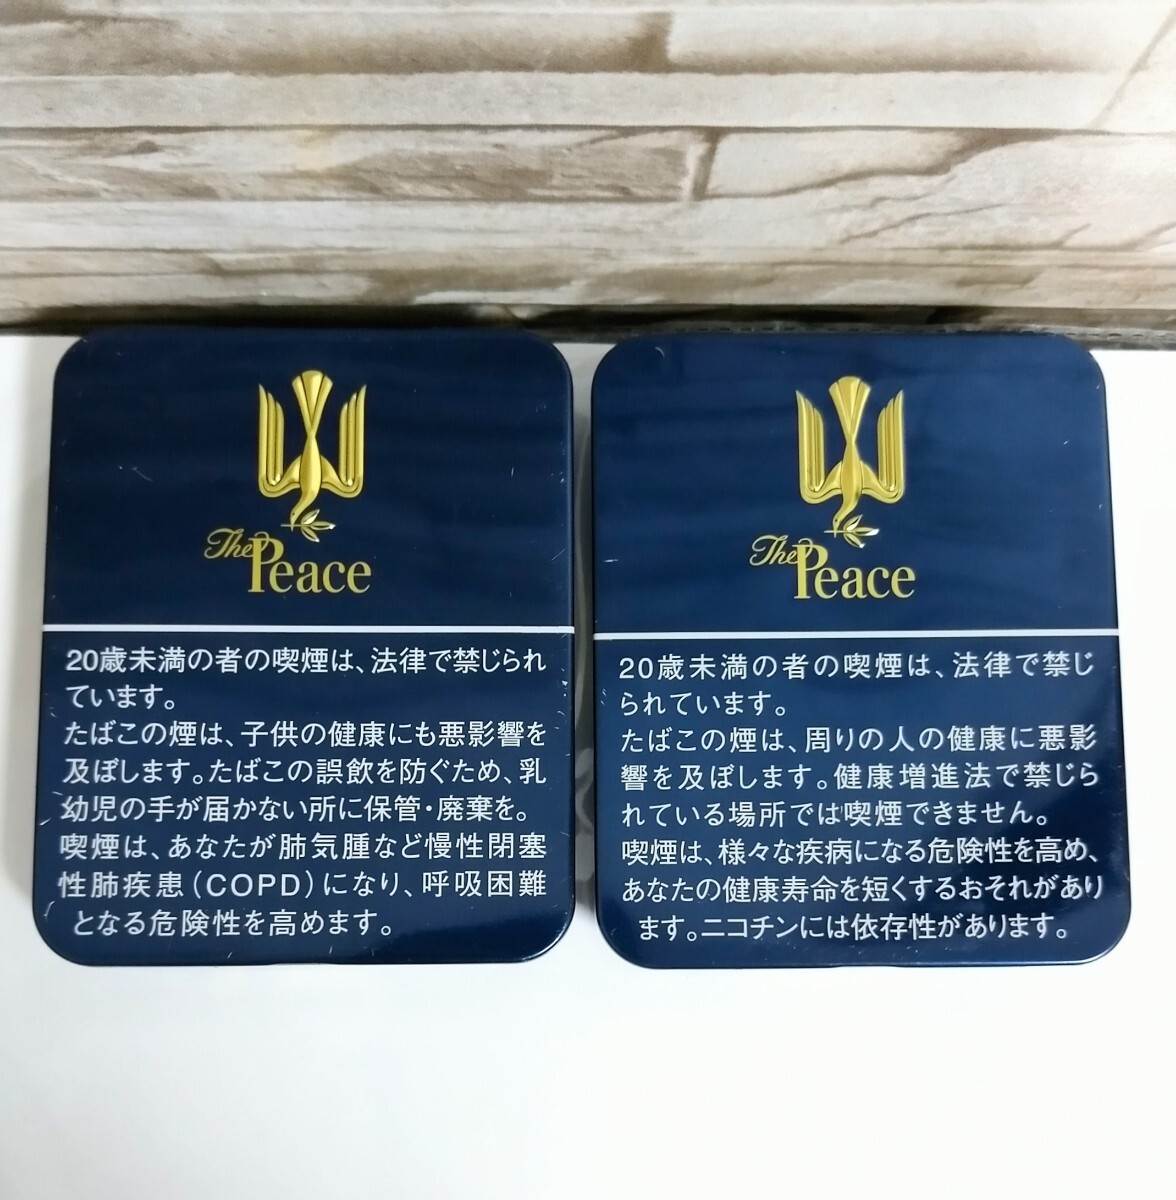 The Peace
20歳未満の者の喫煙は、法律で禁じられ
ています。
たばこの煙は、子供の健康にも悪影響を
及ぼします。たばこの誤飲を防ぐため、乳
幼児の手が届かない所に保管・廃棄を。
喫煙は、あなたが肺気腫など慢性閉塞
性肺疾患(COPD)になり、呼吸困難
となる危険性を高めます。
The Peace
20歳未満の者の喫煙は、法律で禁じ
られています。
たばこの煙は、周りの人の健康に悪影
響を及ぼします。健康増進法で禁じら
れている場所では喫煙できません。
喫煙は、様々な疾病になる危険性を高め、
あなたの健康寿命を短くするおそれがあり
ます。ニコチンには依存性があります。